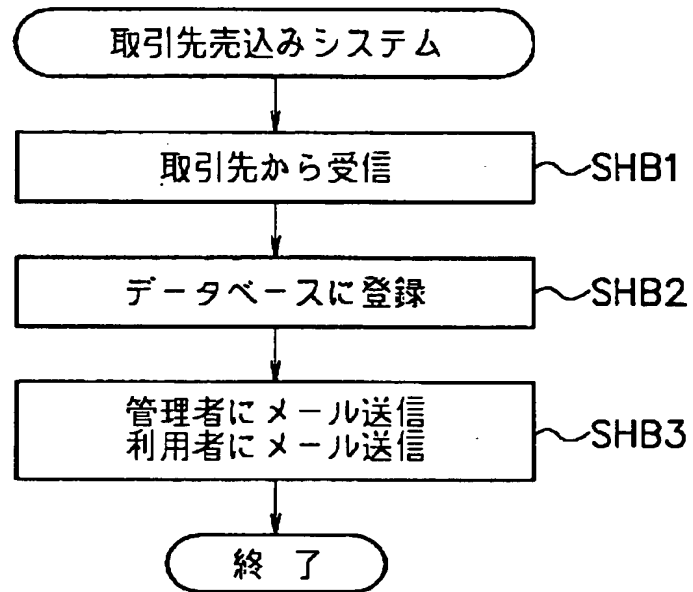 取引先売込みシステム
取引先から受信
SHB1
データベースに登録
SHB2
管理者にメール送信
利用者にメール送信
SHB3
終 了